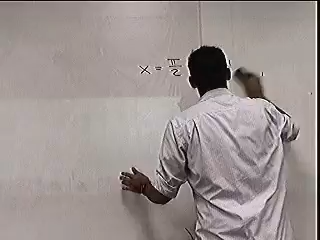 x = π/2